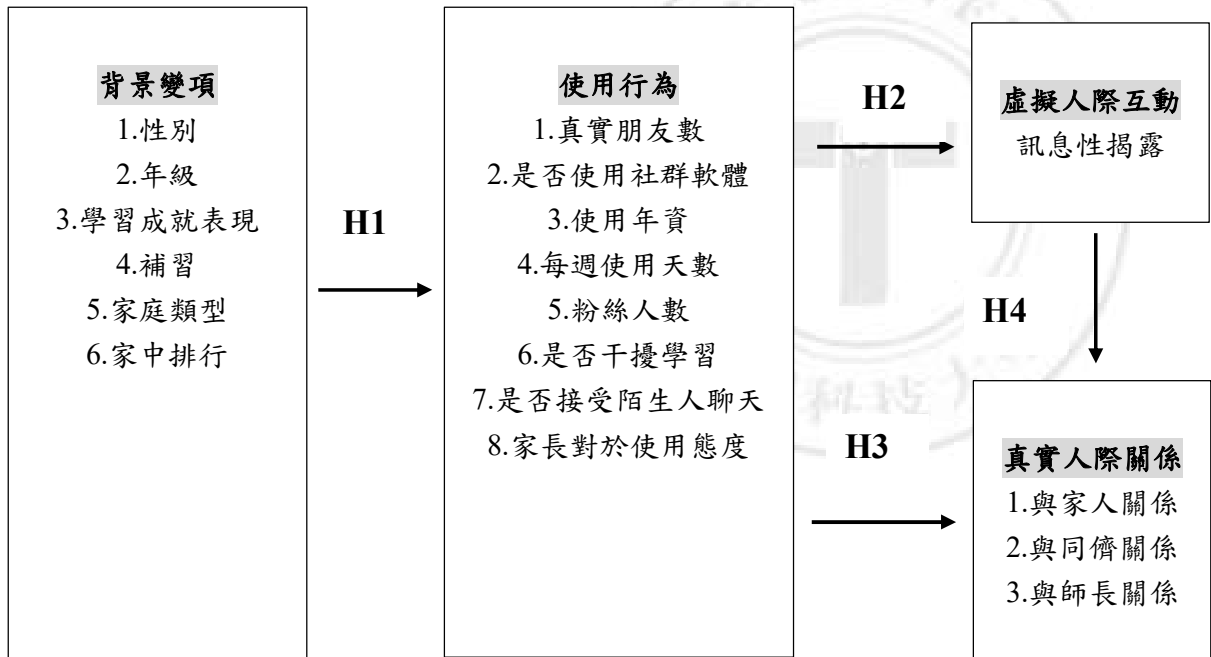 背景變項
1.性別
2.年級
3.學習成就表現
4.補習
5.家庭類型
6.家中排行
H1
使用行為
1.真實朋友數
2.是否使用社群軟體
3.使用年資
4.每週使用天數
5.粉絲人數
6.是否干擾學習
7.是否接受陌生人聊天
8.家長對於使用態度
H2
虛擬人際互動
訊息性揭露
H4
H3
真實人際關係
1.與家人關係
2.與同儕關係
3.與師長關係